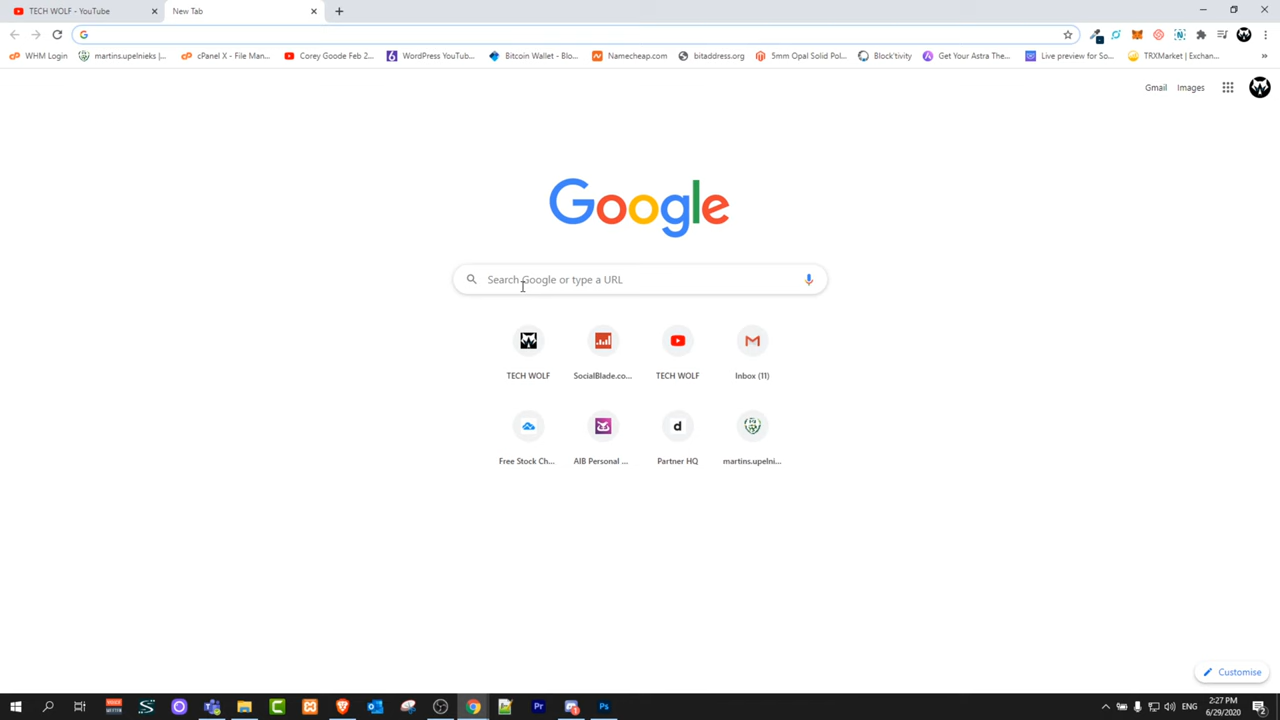 TECH WOLF - YouTube
New Tab
WHM Login
martins.upelnieks |...
cPanel X - File Man...
Corey Goode Feb 2...
WordPress YouTub...
Bitcoin Wallet - Blo...
Namecheap.com
bitaddress.org
5mm Opal Solid Pol...
Block'tivity
Get Your Astra The...
Live preview for So...
TRXMarket | Exchan...
»
Gmail
Images
Google
Search Google or type a URL
TECH WOLF
SocialBlade.co...
TECH WOLF
Inbox (11)
Free Stock Ch...
AIB Personal ...
Partner HQ
martins.upelni...
Customise
ENG
2:27 PM
6/29/2020
2